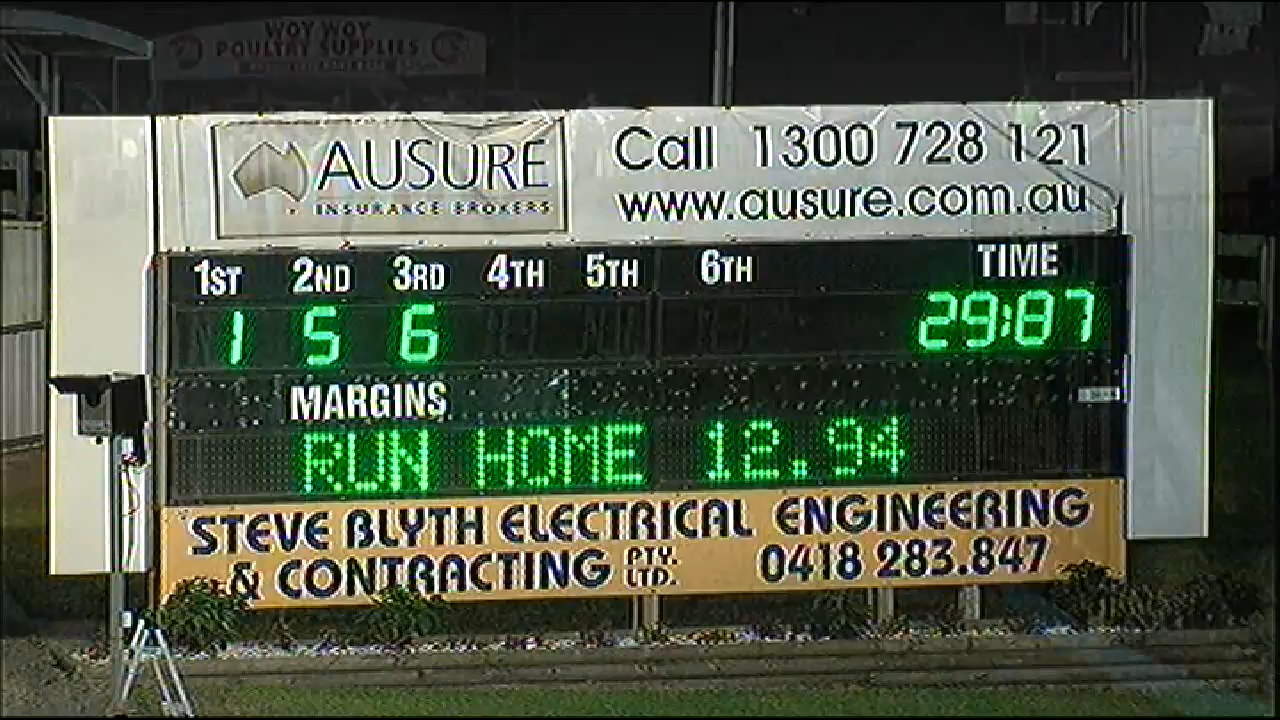 WOY WOY
POULTRY SUPPLIES
AUSURE
INSURANCE BROKERS
Call 1300 728 121
www.ausure.com.au
1ST 2ND 3RD 4TH 5TH 6TH TIME
1 5 6 29:87
MARGINS
RUN HOME 12.94
STEVE BLYTH ELECTRICAL ENGINEERING
& CONTRACTING PTY. LTD. 0418 283.847